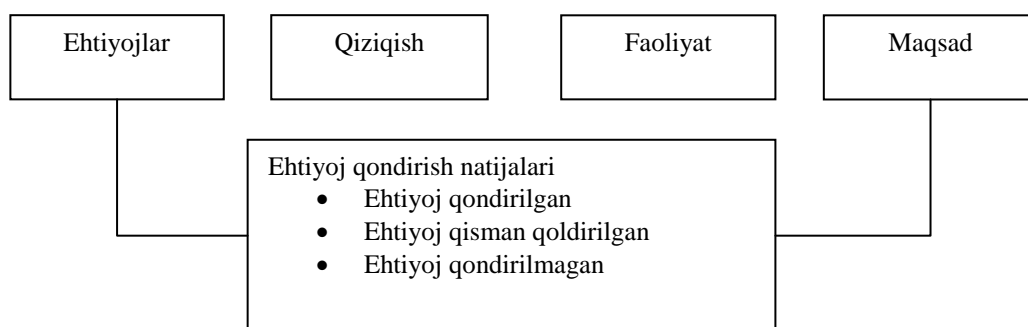 Ehtiyojlar
Qiziqish
Faoliyat
Maqsad
Ehtiyoj qondirish natijalari
• Ehtiyoj qondirilgan
• Ehtiyoj qisman qoldirilgan
• Ehtiyoj qondirilmagan